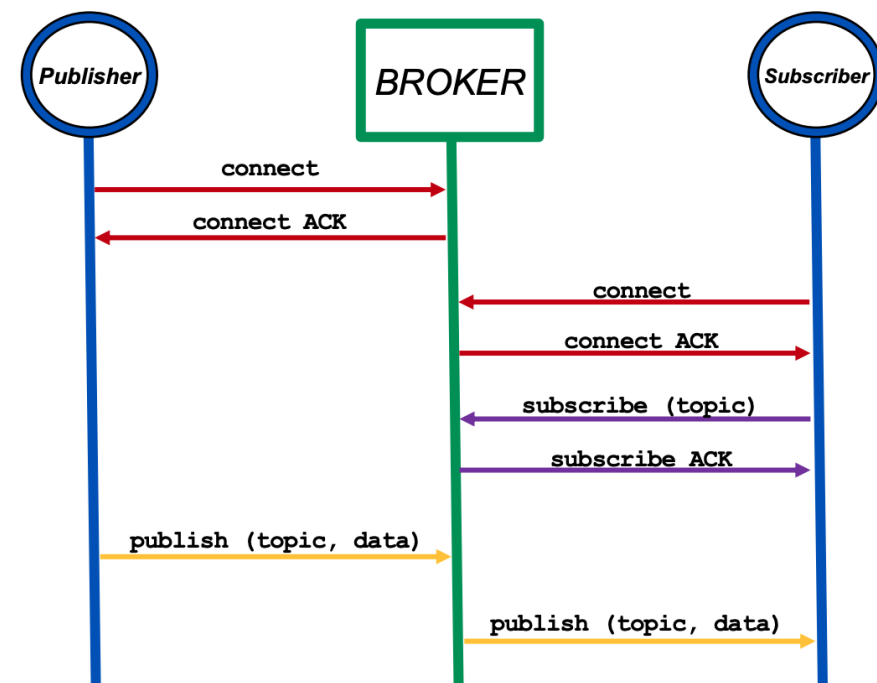 Publisher
BROKER
Subscriber
connect
connect ACK
connect
connect ACK
subscribe (topic)
subscribe ACK
publish (topic, data)
publish (topic, data)